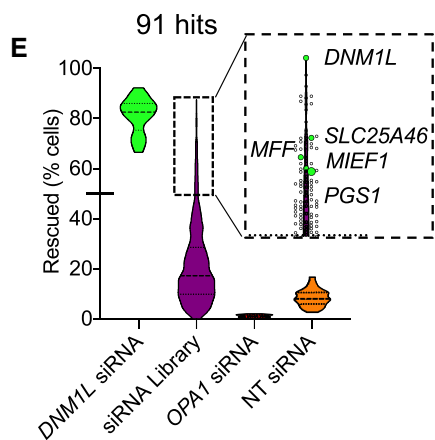 91 hits
E
100
80
60
40
20
0
Rescued (% cells)
DNM1L
SLC25A46
MFF
MIEF1
PGS1
DNM1L siRNA
siRNA Library
OPA1 siRNA
NT siRNA